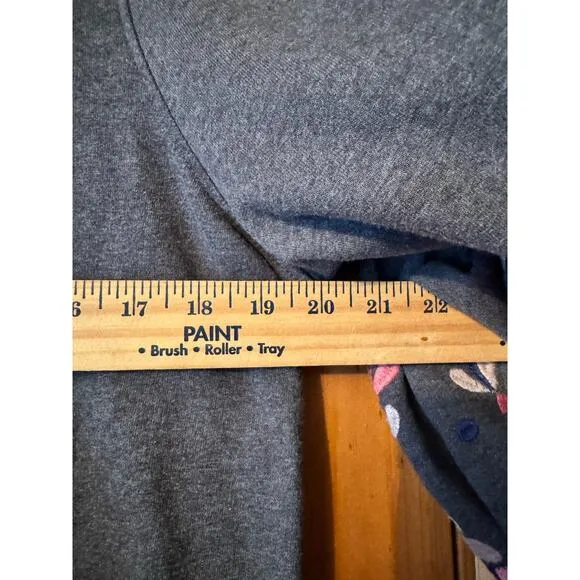 6 17 18 19 20 21 22
PAINT
• Brush • Roller • Tray